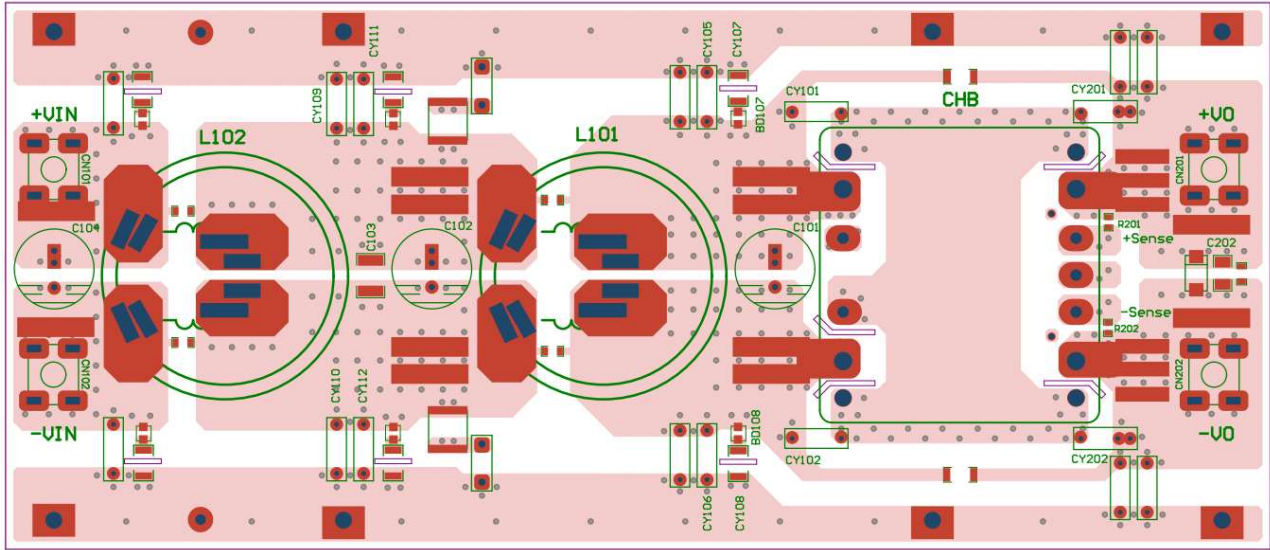 CY111
CY105
CY107
CY109
BD107
CY101
CHB
CY201
+VIN
L102
L101
+VO
CN101
CN201
C104
C103
C102
C101
R201
+Sense
C202
-Sense
R202
CN102
CN202
CY110
CY112
BD108
-VIN
-VO
CY102
CY202
CY106
CY108